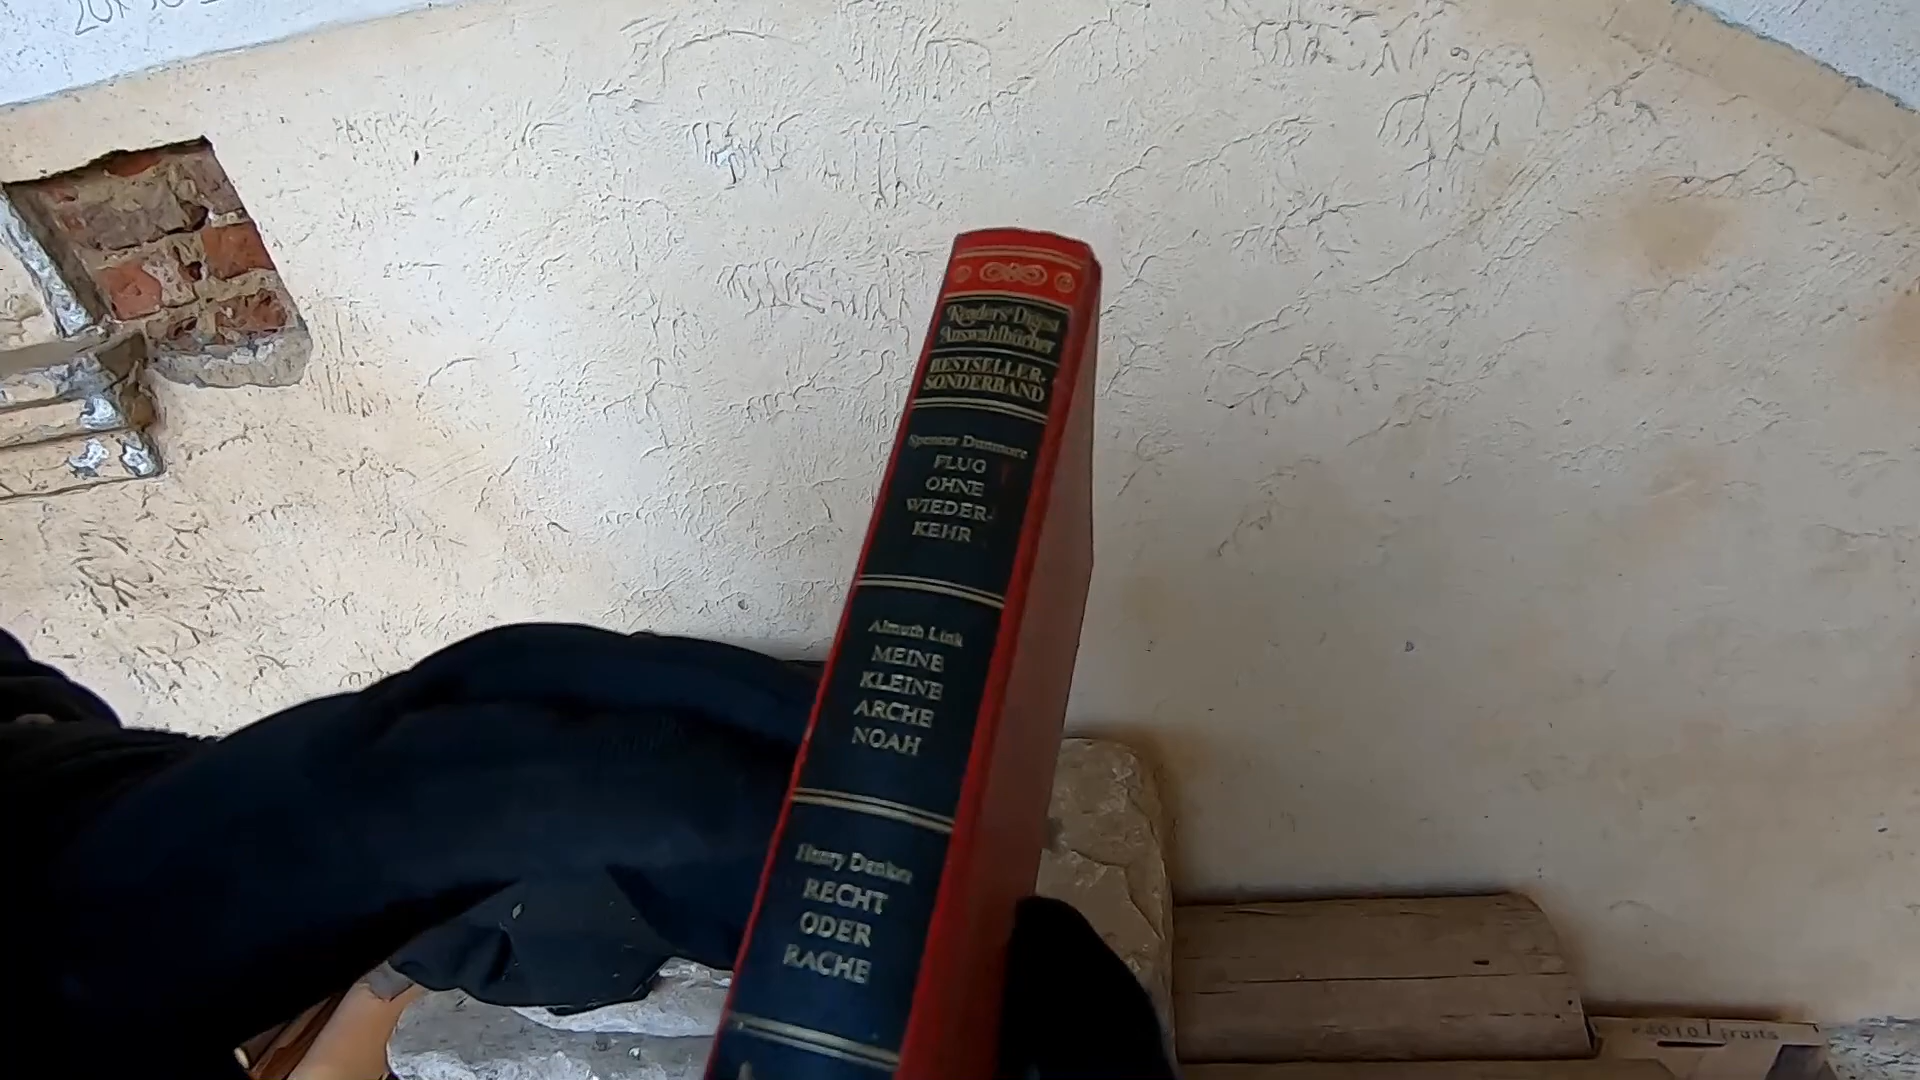 Reader's Digest
Auswahlbücher
BESTSELLER-
SONDERBAND
Spencer Dunmore
FLUG
OHNE
WIEDER-
KEHR
Almuth Link
MEINE
KLEINE
ARCHE
NOAH
Henry Denker
RECHT
ODER
RACHE
Fruits